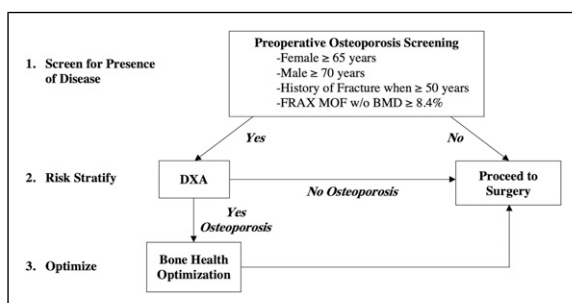 Preoperative Osteoporosis Screening
-Female ≥ 65 years
-Male ≥ 70 years
-History of Fracture when ≥ 50 years
-FRAX MOF w/o BMD ≥ 8.4%
1. Screen for Presence
of Disease
Yes
No
2. Risk Stratify
DXA
No Osteoporosis
Proceed to
Surgery
Yes
Osteoporosis
3. Optimize
Bone Health
Optimization